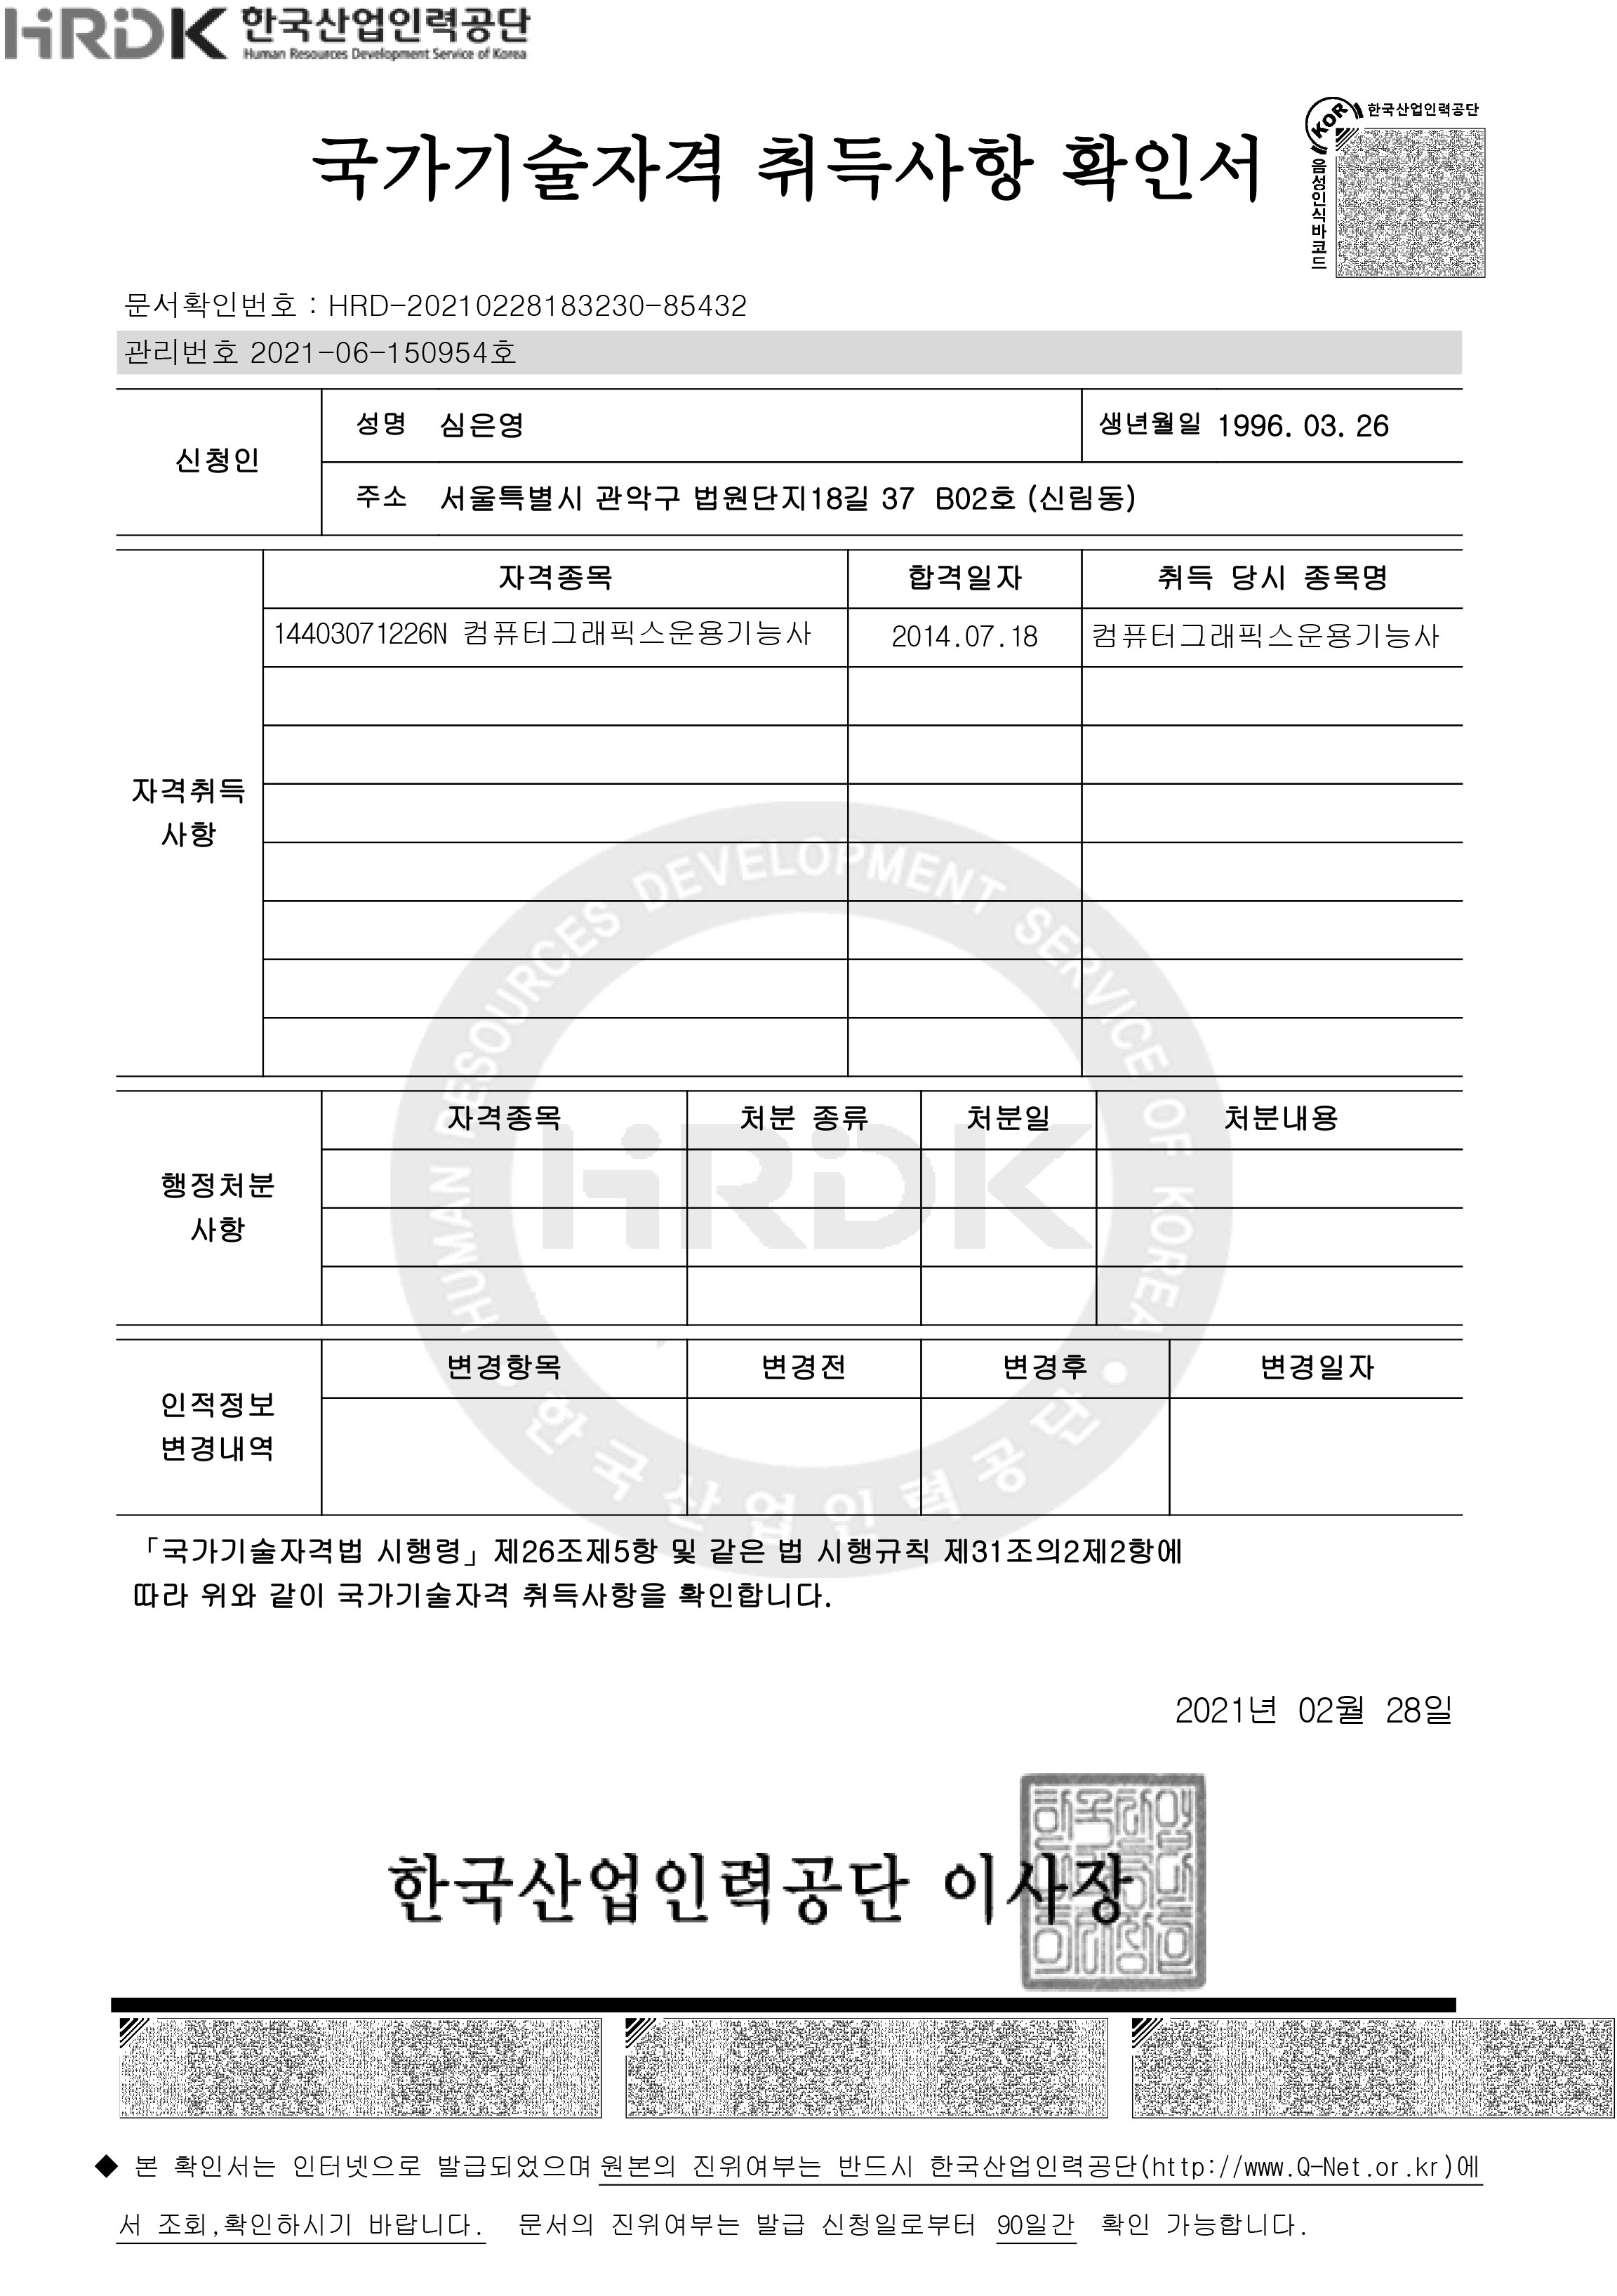 HRDK 한국산업인력공단
Human Resources Development Service of Korea
KOR 한국산업인력공단
음성인식바코드
국가기술자격 취득사항 확인서
문서확인번호 : HRD-20210228183230-85432
관리번호 2021-06-150954호
신청인
성명 심은영
생년월일 1996. 03. 26
주소 서울특별시 관악구 법원단지18길 37 B02호 (신림동)
자격취득
사항
자격종목 합격일자 취득 당시 종목명
14403071226N 컴퓨터그래픽스운용기능사 2014.07.18 컴퓨터그래픽스운용기능사
행정처분
사항
자격종목 처분 종류 처분일 처분내용
인적정보
변경내역
변경항목 변경전 변경후 변경일자
HUMAN RESOURCES DEVELOPMENT SERVICE OF KOREA
HRDK
한국산업인력공단
「국가기술자격법 시행령」제26조제5항 및 같은 법 시행규칙 제31조의2제2항에
따라 위와 같이 국가기술자격 취득사항을 확인합니다.
2021년 02월 28일
한국산업인력공단 이사장
◆ 본 확인서는 인터넷으로 발급되었으며 원본의 진위여부는 반드시 한국산업인력공단(http://www.Q-Net.or.kr)에
서 조회,확인하시기 바랍니다. 문서의 진위여부는 발급 신청일로부터 90일간 확인 가능합니다.